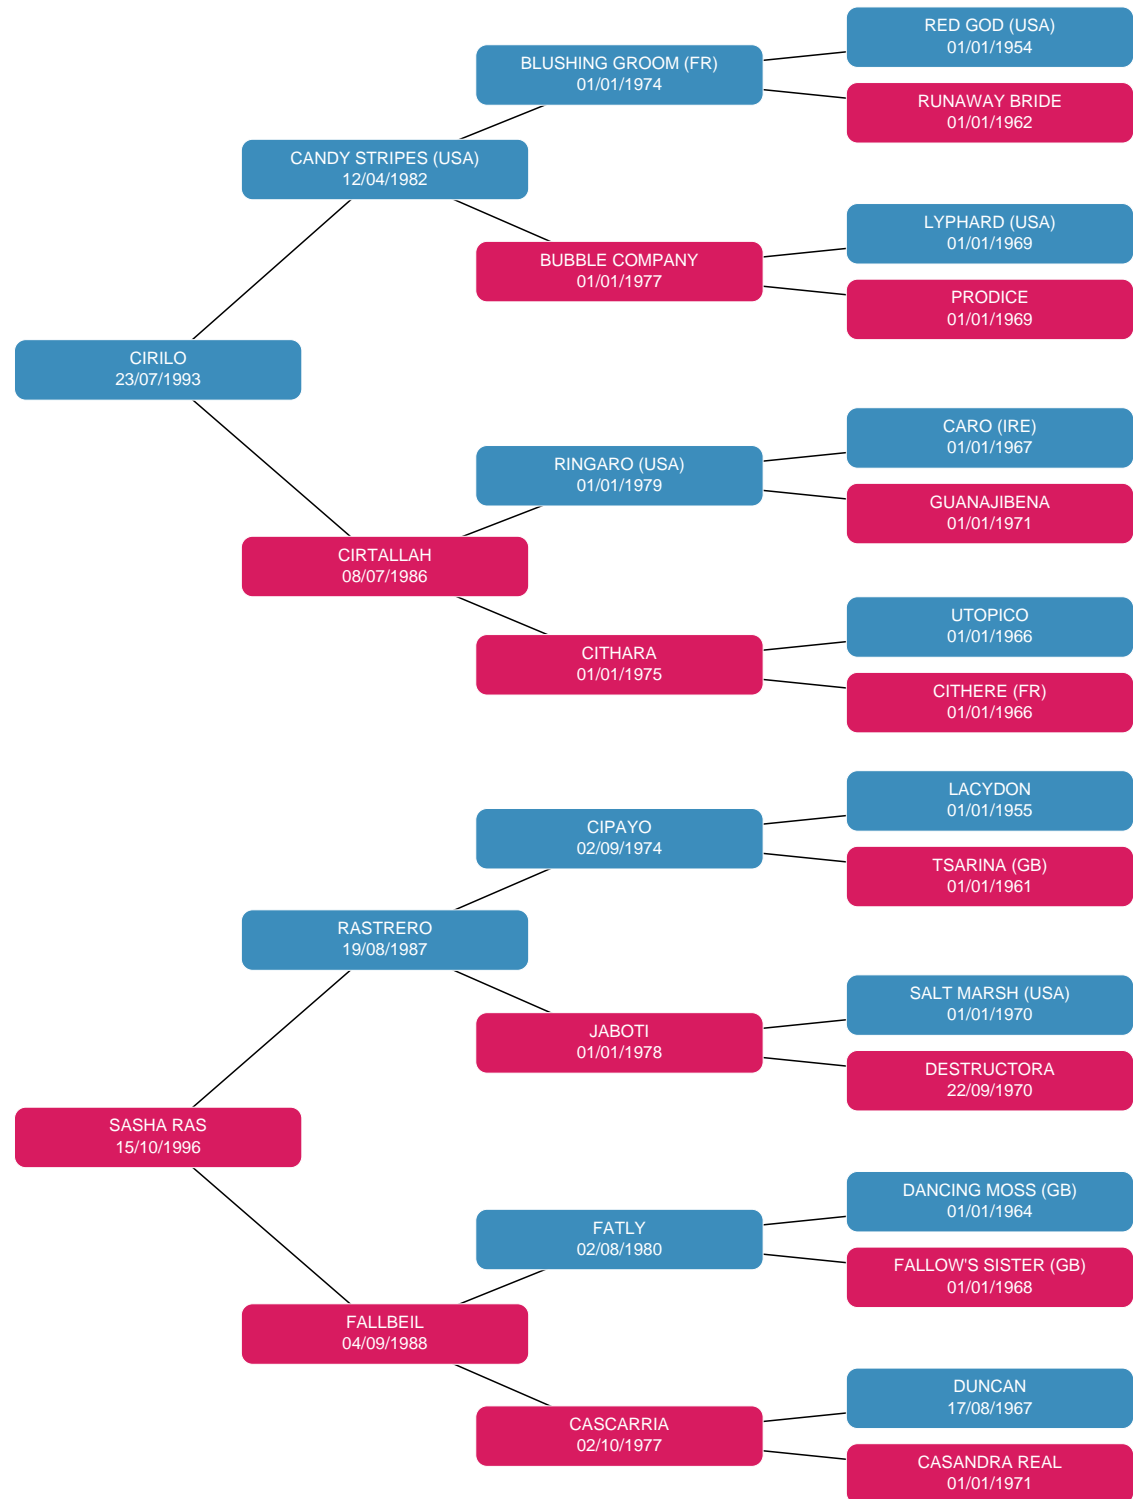 RED GOD (USA)
01/01/1954
BLUSHING GROOM (FR)
01/01/1974
RUNAWAY BRIDE
01/01/1962
CANDY STRIPES (USA)
12/04/1982
LYPHARD (USA)
01/01/1969
BUBBLE COMPANY
01/01/1977
PRODICE
01/01/1969
CIRILO
23/07/1993
CARO (IRE)
01/01/1967
RINGARO (USA)
01/01/1979
GUANAJIBENA
01/01/1971
CIRTALLAH
08/07/1986
UTOPICO
01/01/1966
CITHARA
01/01/1975
CITHERE (FR)
01/01/1966
LACYDON
01/01/1955
CIPAYO
02/09/1974
TSARINA (GB)
01/01/1961
RASTRERO
19/08/1987
SALT MARSH (USA)
01/01/1970
JABOTI
01/01/1978
DESTRUCTORA
22/09/1970
SASHA RAS
15/10/1996
DANCING MOSS (GB)
01/01/1964
FATLY
02/08/1980
FALLOW'S SISTER (GB)
01/01/1968
FALLBEIL
04/09/1988
DUNCAN
17/08/1967
CASCARRIA
02/10/1977
CASANDRA REAL
01/01/1971